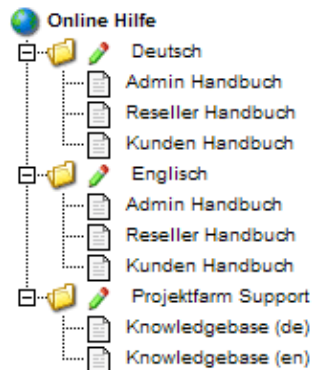 Online Hilfe
Deutsch
Admin Handbuch
Reseller Handbuch
Kunden Handbuch
Englisch
Admin Handbuch
Reseller Handbuch
Kunden Handbuch
Projektfarm Support
Knowledgebase (de)
Knowledgebase (en)